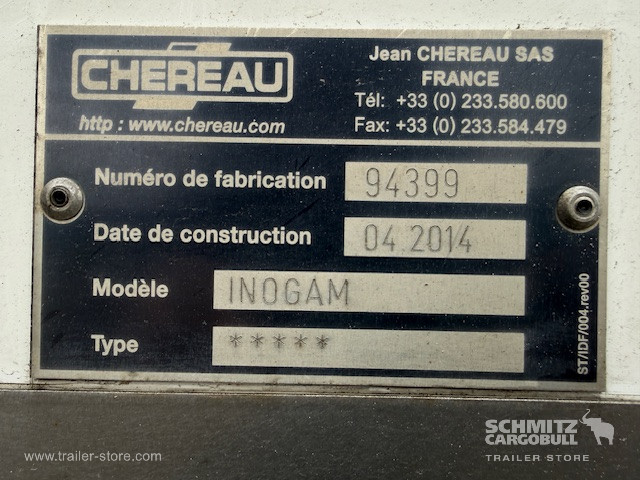 CHEREAU
http : www.chereau.com
Jean CHEREAU SAS
FRANCE
Tél: +33 (0) 233.580.600
Fax: +33 (0) 233.584.479
Numéro de fabrication 94399
Date de construction 04.2014
Modèle INOGAM
Type *****
ST/IDF/004.rev00
www.trailer-store.com
SCHMITZ
CARGOBULL
TRAILER STORE